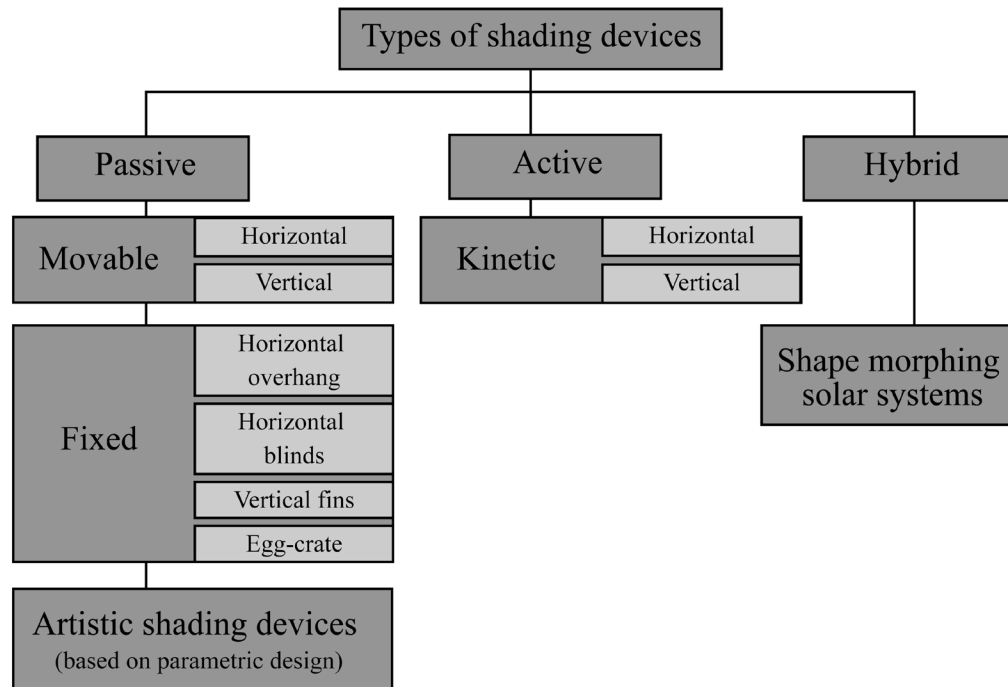 Types of shading devices
Passive
Active
Hybrid
Movable
Horizontal
Vertical
Kinetic
Horizontal
Vertical
Fixed
Horizontal
overhang
Horizontal
blinds
Vertical fins
Egg-crate
Shape morphing
solar systems
Artistic shading devices
(based on parametric design)